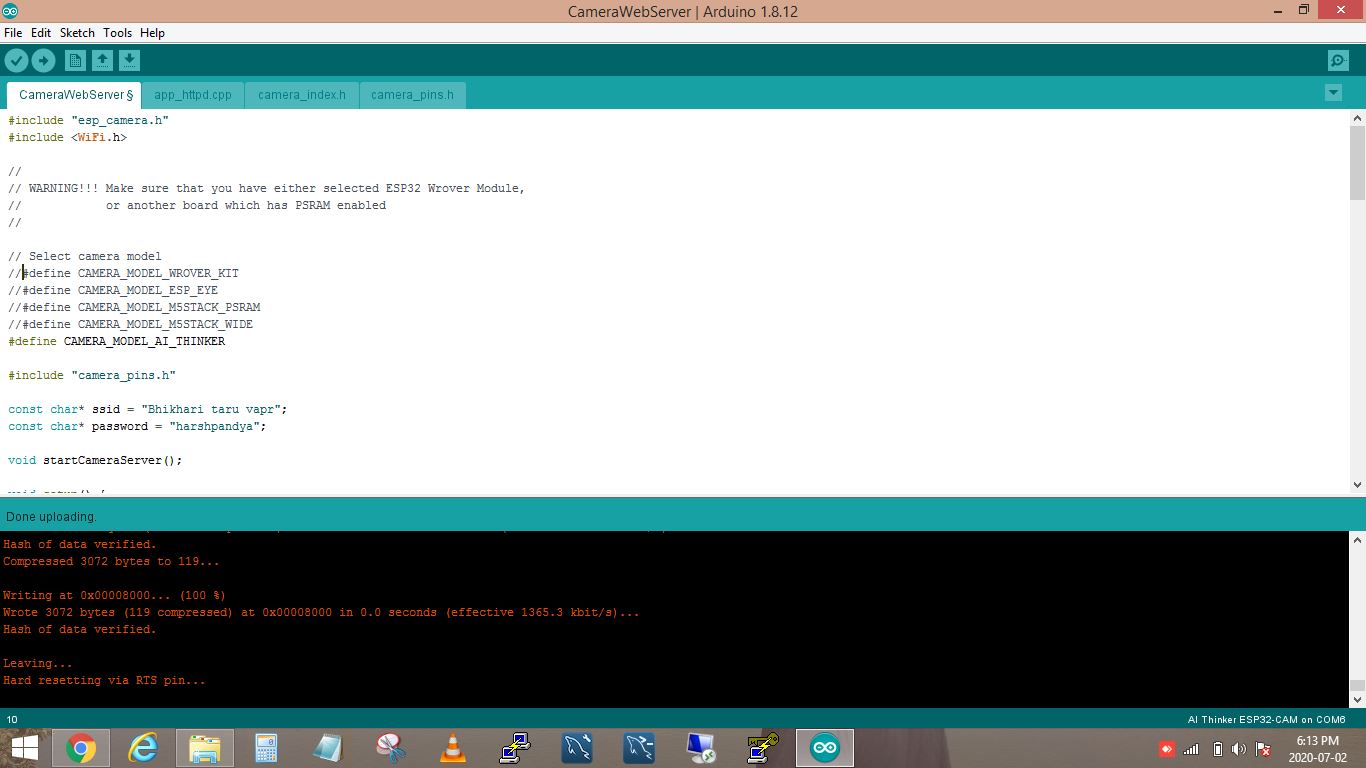 CameraWebServer | Arduino 1.8.12
File Edit Sketch Tools Help
CameraWebServer § app_httpd.cpp camera_index.h camera_pins.h
#include "esp_camera.h"
#include <WiFi.h>
//
// WARNING!!! Make sure that you have either selected ESP32 Wrover Module,
//            or another board which has PSRAM enabled
//
// Select camera model
//#define CAMERA_MODEL_WROVER_KIT
//#define CAMERA_MODEL_ESP_EYE
//#define CAMERA_MODEL_M5STACK_PSRAM
//#define CAMERA_MODEL_M5STACK_WIDE
#define CAMERA_MODEL_AI_THINKER
#include "camera_pins.h"
const char* ssid = "Bhikhari taru vapr";
const char* password = "harshpandya";
void startCameraServer();
Done uploading.
Hash of data verified.
Compressed 3072 bytes to 119...
Writing at 0x00008000... (100 %)
Wrote 3072 bytes (119 compressed) at 0x00008000 in 0.0 seconds (effective 1365.3 kbit/s)...
Hash of data verified.
Leaving...
Hard resetting via RTS pin...
10 AI Thinker ESP32-CAM on COM6
6:13 PM
2020-07-02